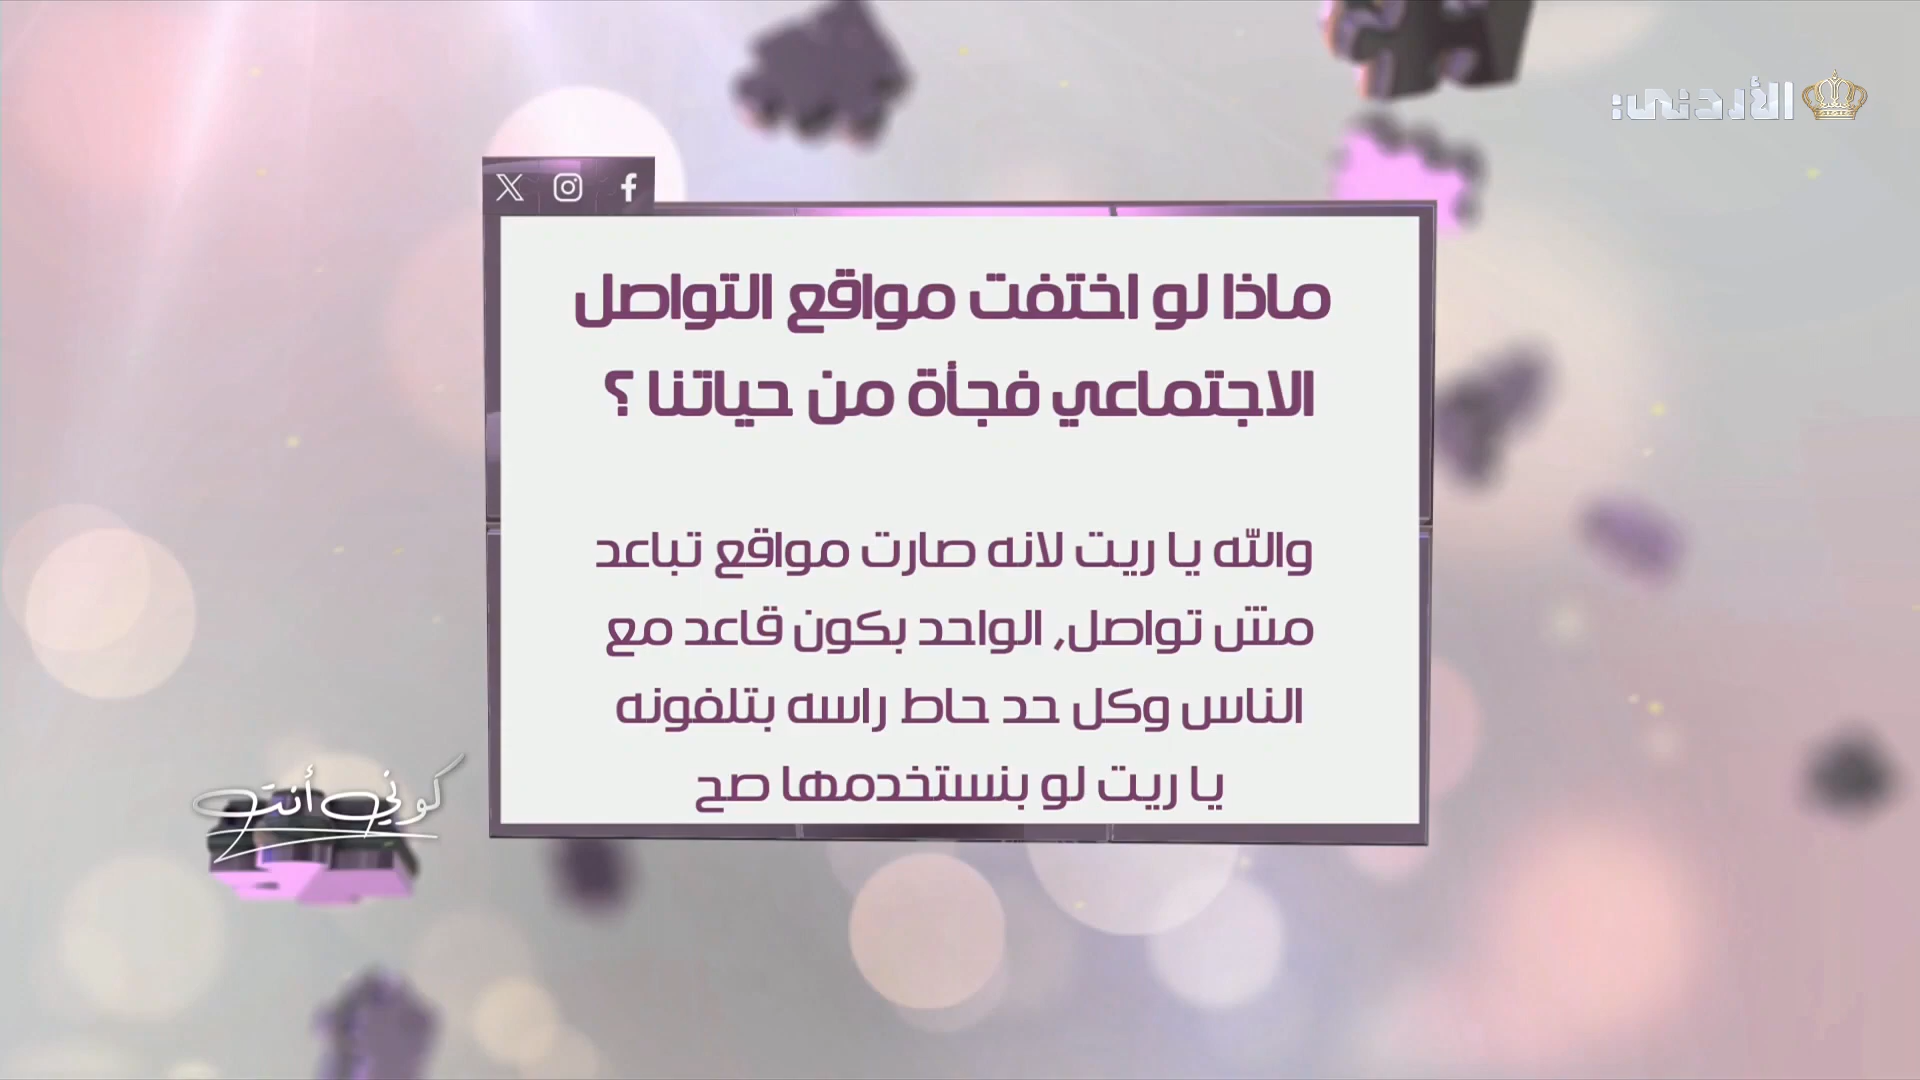 الأردني:
ماذا لو اختفت مواقع التواصل
الاجتماعي فجأة من حياتنا ؟
والله يا ريت لانه صارت مواقع تباعد
مش تواصل, الواحد بكون قاعد مع
الناس وكل حد حاط راسه بتلفونه
يا ريت لو بنستخدمها صح
كوني أنتِ